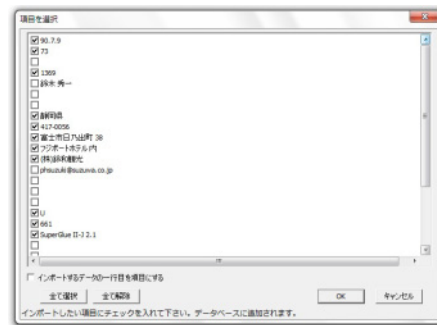 項目を選択
90.7.9
73
1369
鈴木 秀一
静岡県
417-0056
富士市日乃出町 38
フジポートホテル内
(株)鈴和観光
phsuzuki@suzuwa.co.jp
U
661
SuperGlue II-J 2.1
インポートするデータの一行目を項目にする
全て選択
全て解除
OK
キャンセル
インポートしたい項目にチェックを入れて下さい。データベースに追加されます。